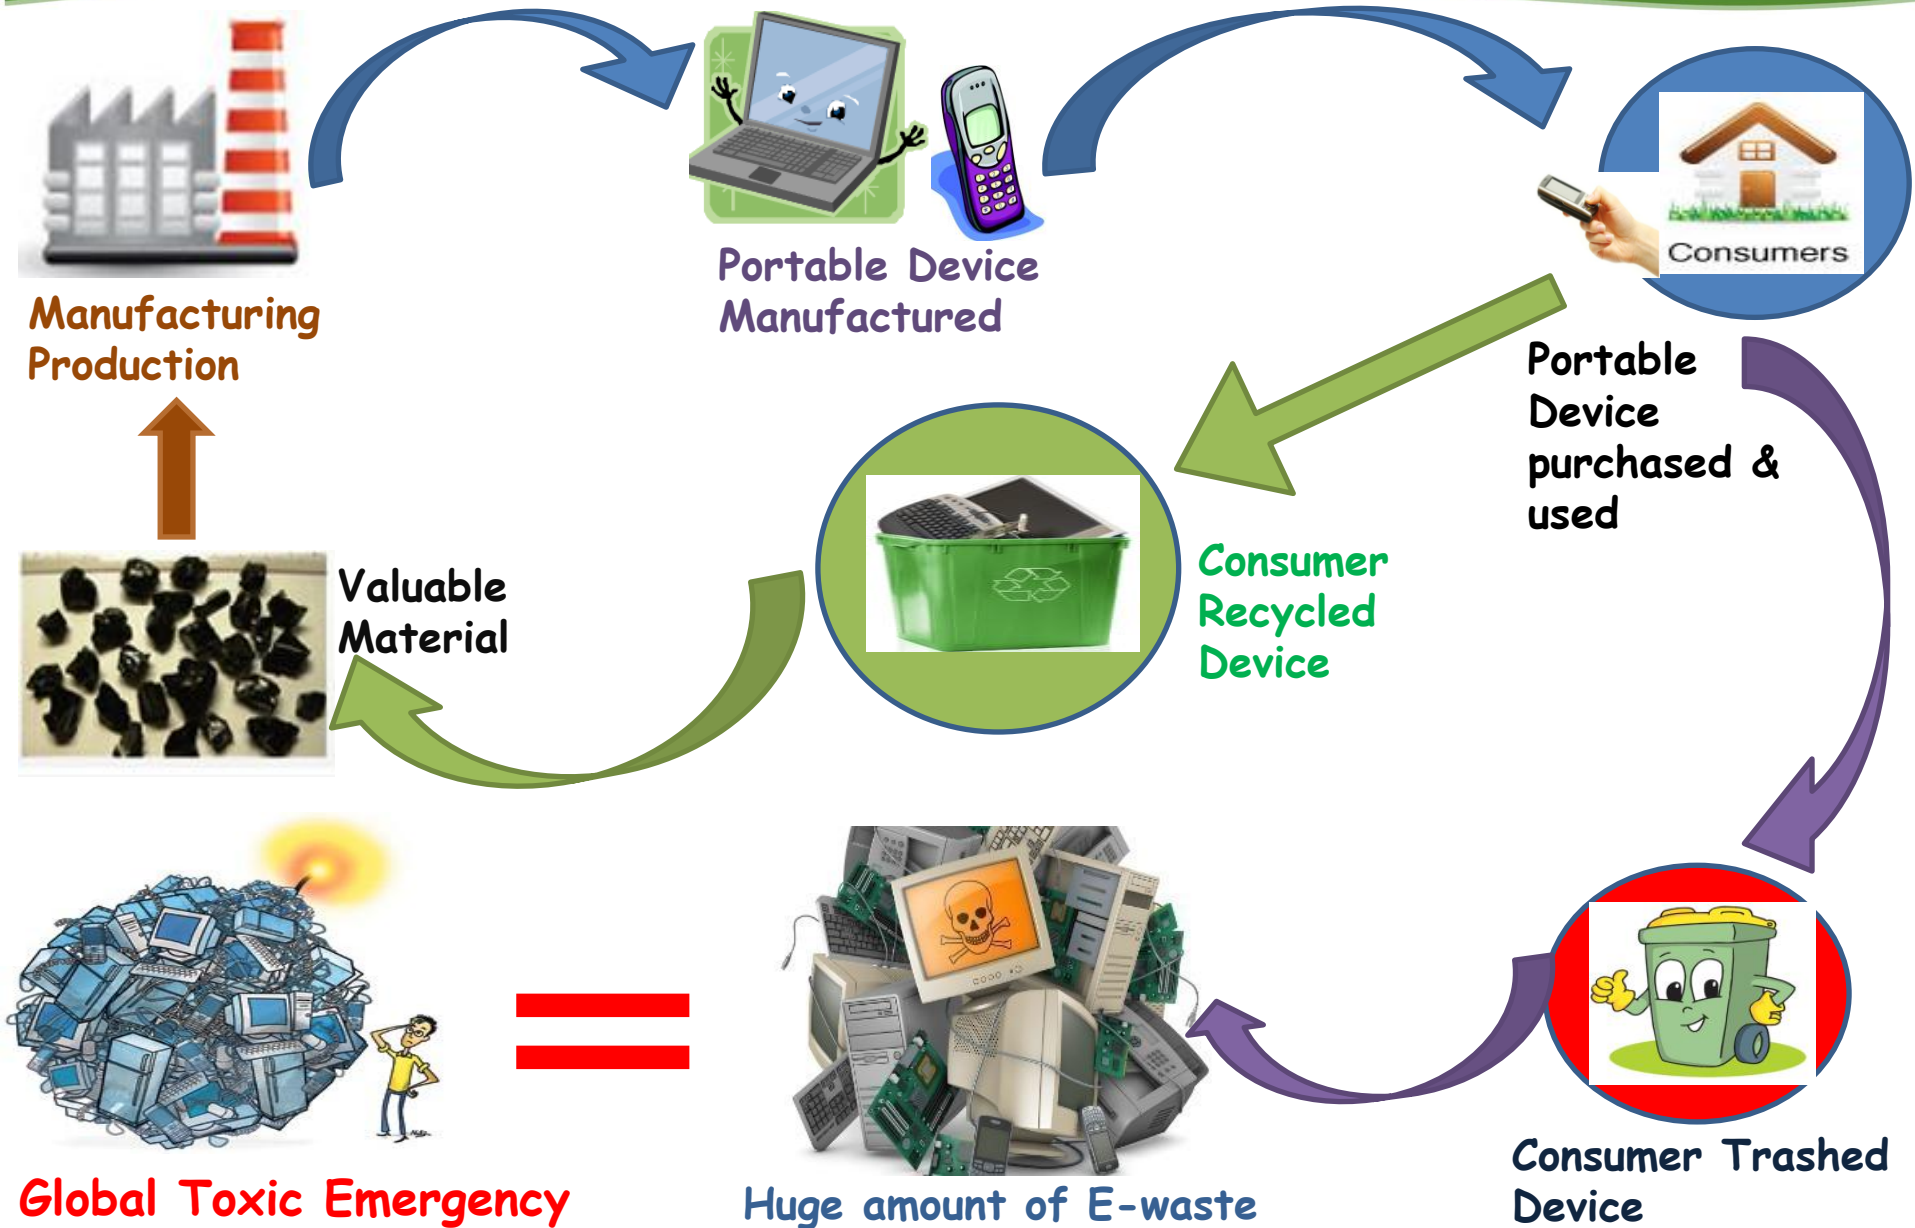 Manufacturing
Production
Portable Device
Manufactured
Consumers
Portable
Device
purchased &
used
Consumer
Recycled
Device
Valuable
Material
Global Toxic Emergency
Huge amount of E-waste
Consumer Trashed
Device